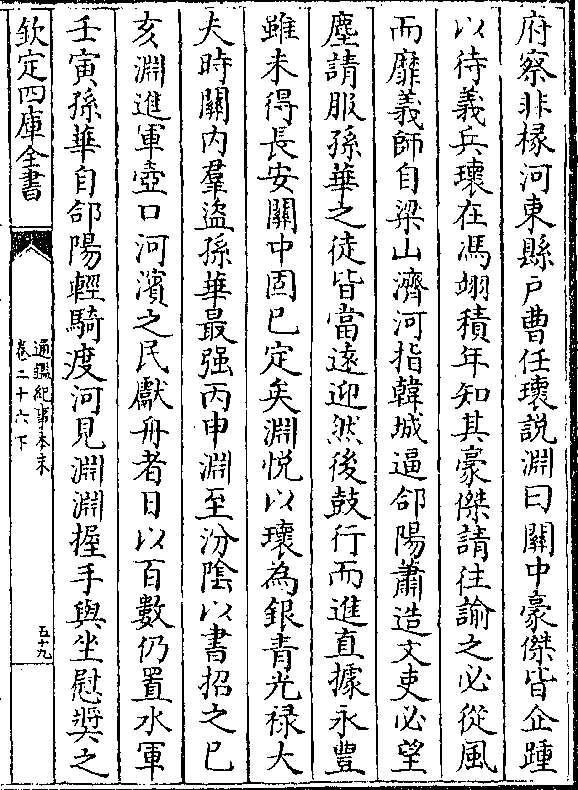 府察非椽河東縣戶曹任瓌説淵曰關中豪傑皆企踵
以待義兵瓌在馮翊積年知其豪傑請往諭之必從風
而靡義師自梁山濟河指韓城逼郃陽蕭造文吏必望
塵請服孫華之徒皆當遠迎然後鼓行而進直據永豐
雖未得長安關中固已定矣淵悅以瓌為銀青光禄大
夫時關内羣盜孫華最强丙申淵至汾陰以書招之已
亥淵進軍壺口河濱之民獻舟者日以百數仍置水軍
壬寅孫華自郃陽輕騎渡河見淵淵握手與坐慰奬之
欽定四庫全書
通鑑紀事本末
卷二十六下
五十九